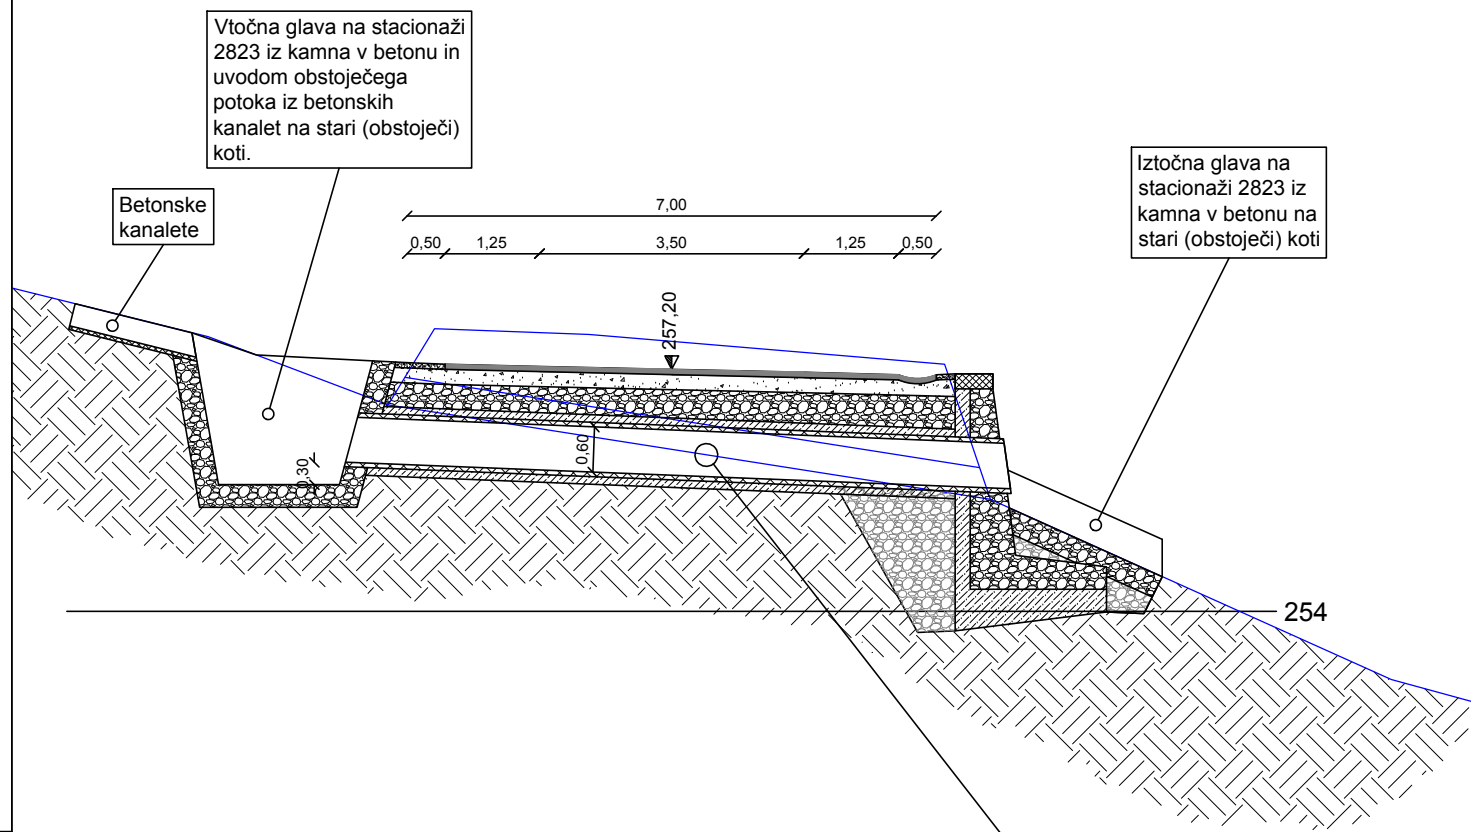 Vtočna glava na stacionaži
2823 iz kamna v betonu in
uvodom obstoječega
potoka iz betonskih
kanalet na stari (obstoječi)
koti.
Betonske
kanalete
Iztočna glava na
stacionaži 2823 iz
kamna v betonu na
stari (obstoječi) koti
7,00
0,50 1,25 3,50 1,25 0,50
257,20
0,60
0,30
254